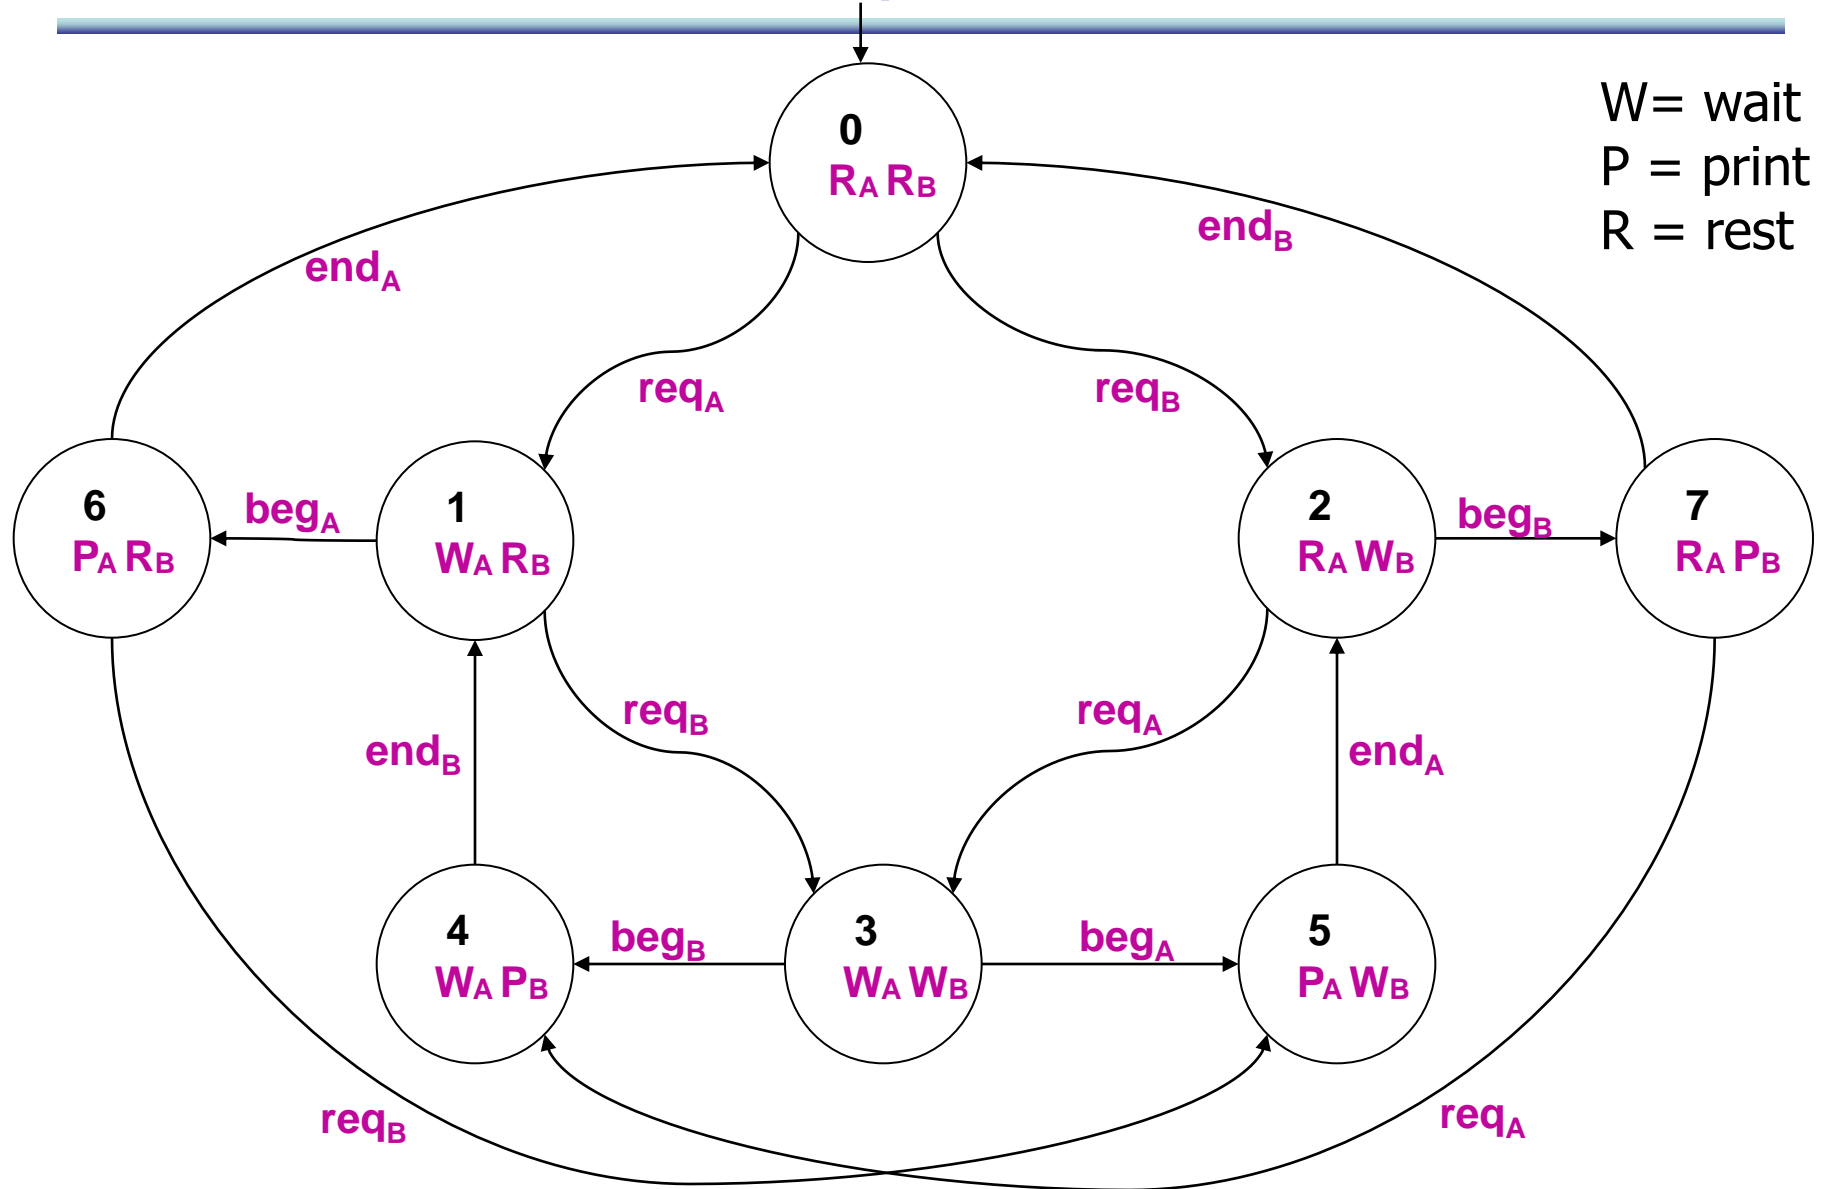 W= wait
P = print
R = rest
0
RA RB
endB
endA
reqA
reqB
6
PA RB
begA
1
WA RB
2
RA WB
begB
7
RA PB
reqB
reqA
endB
endA
4
WA PB
begB
3
WA WB
begA
5
PA WB
reqB
reqA